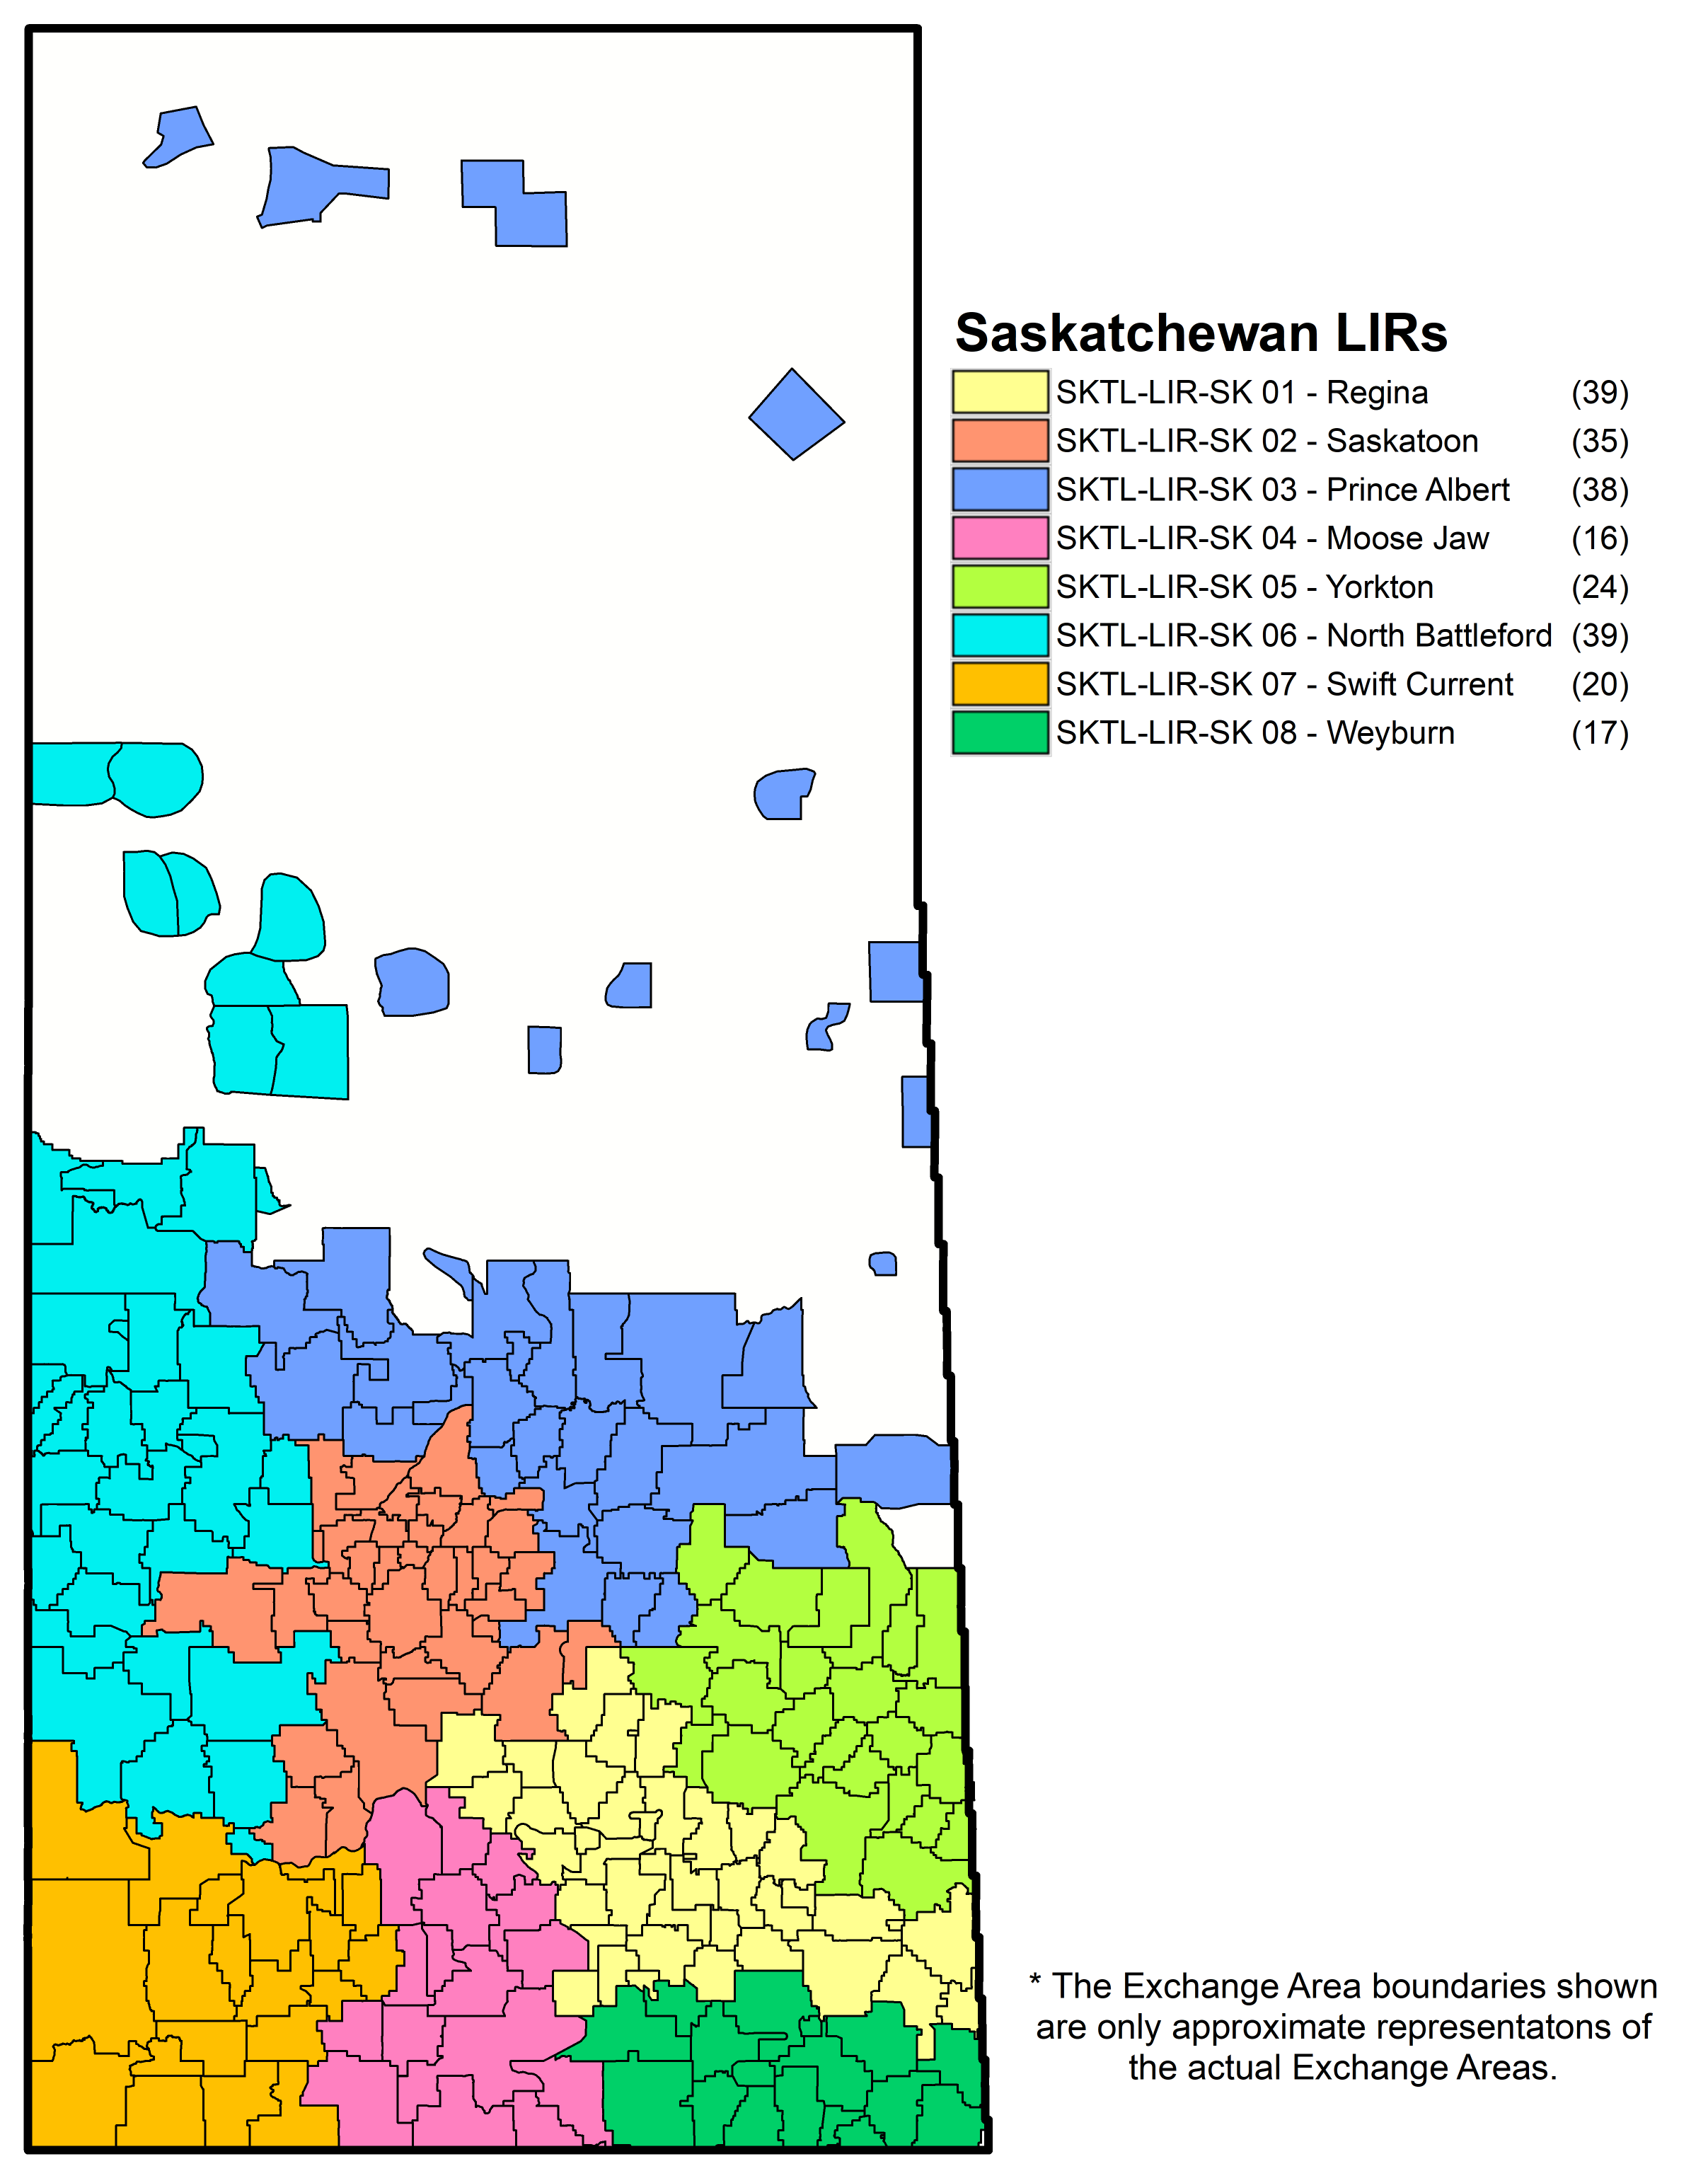 Saskatchewan LIRs
SKTL-LIR-SK 01 - Regina (39)
SKTL-LIR-SK 02 - Saskatoon (35)
SKTL-LIR-SK 03 - Prince Albert (38)
SKTL-LIR-SK 04 - Moose Jaw (16)
SKTL-LIR-SK 05 - Yorkton (24)
SKTL-LIR-SK 06 - North Battleford (39)
SKTL-LIR-SK 07 - Swift Current (20)
SKTL-LIR-SK 08 - Weyburn (17)
* The Exchange Area boundaries shown
are only approximate representatons of
the actual Exchange Areas.